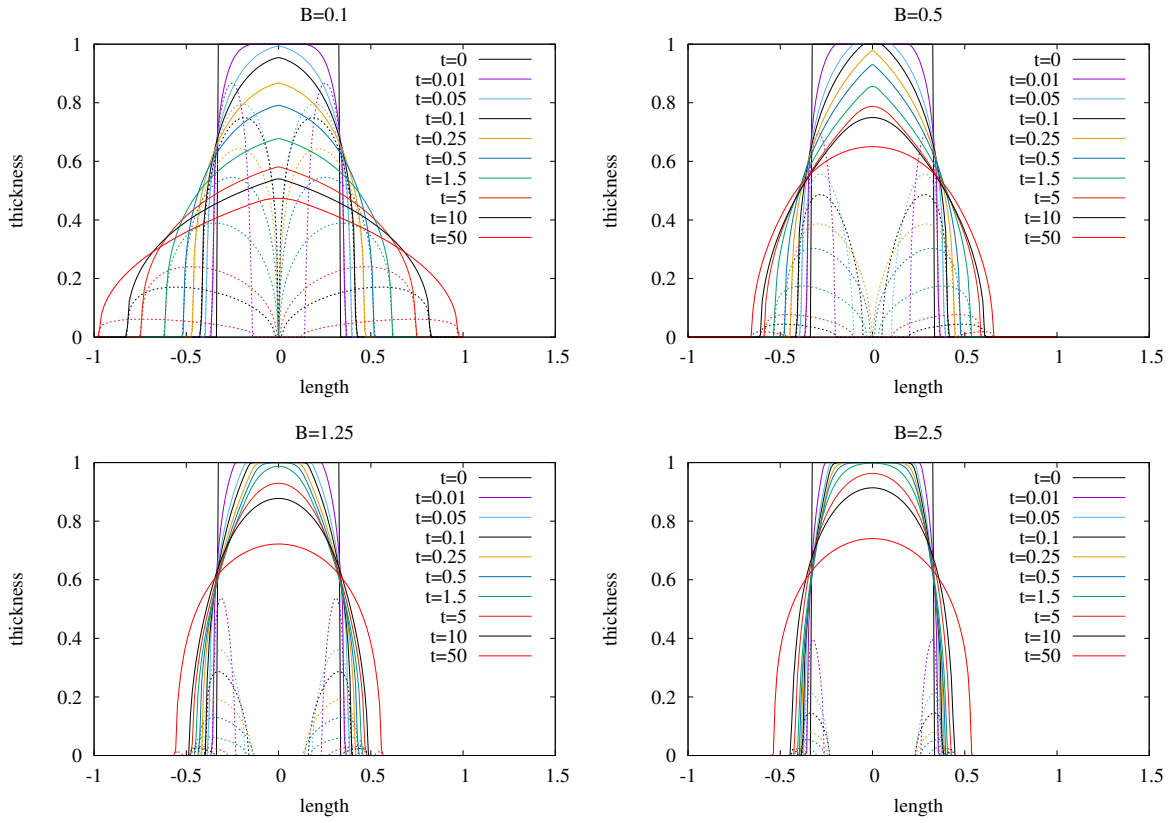 B=0.1
1
0.8
0.6
0.4
0.2
0
-1
-0.5
0
0.5
1
1.5
thickness
length
t=0
t=0.01
t=0.05
t=0.1
t=0.25
t=0.5
t=1.5
t=5
t=10
t=50
B=0.5
1
0.8
0.6
0.4
0.2
0
-1
-0.5
0
0.5
1
1.5
thickness
length
t=0
t=0.01
t=0.05
t=0.1
t=0.25
t=0.5
t=1.5
t=5
t=10
t=50
B=1.25
1
0.8
0.6
0.4
0.2
0
-1
-0.5
0
0.5
1
1.5
thickness
length
t=0
t=0.01
t=0.05
t=0.1
t=0.25
t=0.5
t=1.5
t=5
t=10
t=50
B=2.5
1
0.8
0.6
0.4
0.2
0
-1
-0.5
0
0.5
1
1.5
thickness
length
t=0
t=0.01
t=0.05
t=0.1
t=0.25
t=0.5
t=1.5
t=5
t=10
t=50